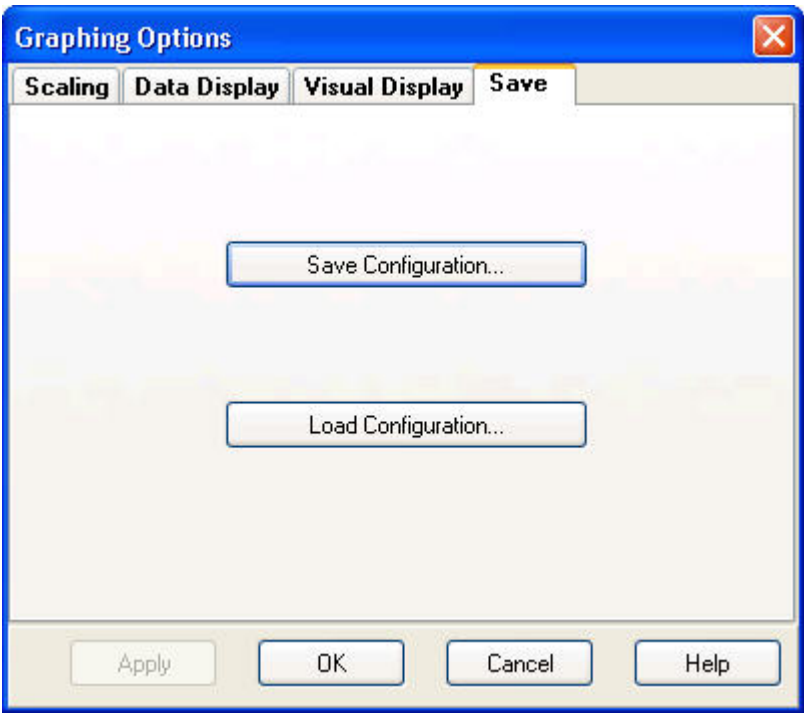 Graphing Options
Scaling Data Display Visual Display Save
Save Configuration...
Load Configuration...
Apply OK Cancel Help